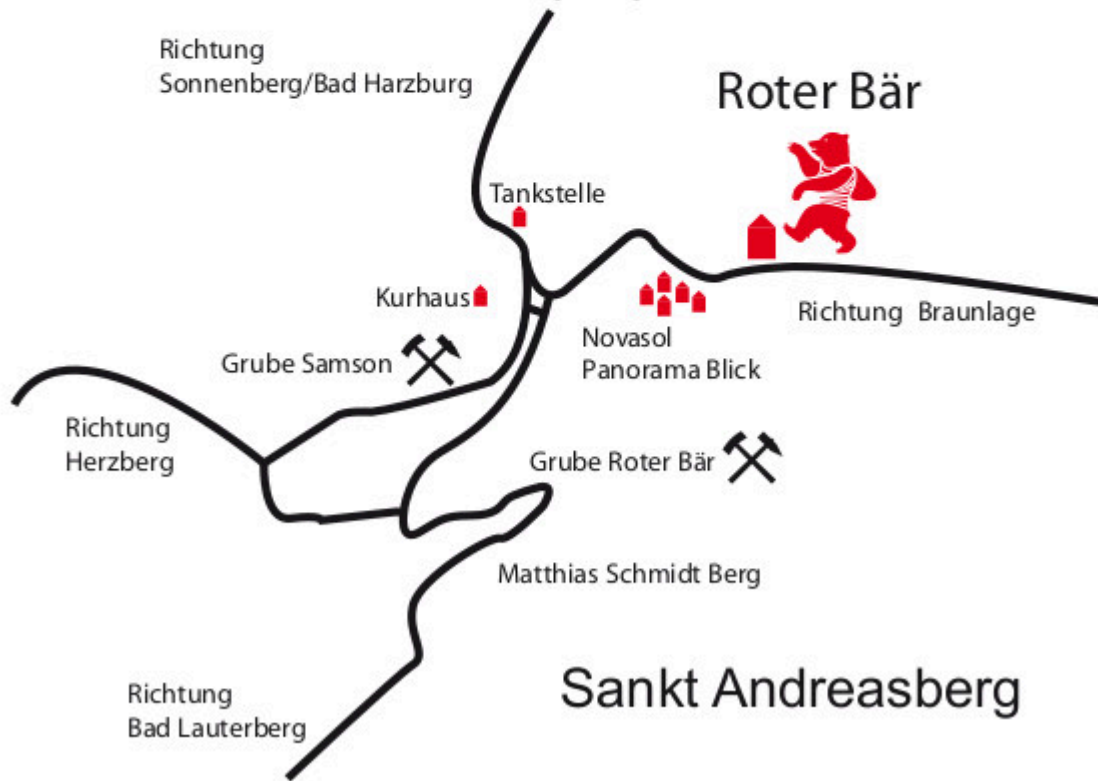 Richtung
Sonnenberg/Bad Harzburg
Roter Bär
Tankstelle
Kurhaus
Richtung Braunlage
Novasol
Panorama Blick
Grube Samson
Richtung
Herzberg
Grube Roter Bär
Matthias Schmidt Berg
Sankt Andreasberg
Richtung
Bad Lauterberg